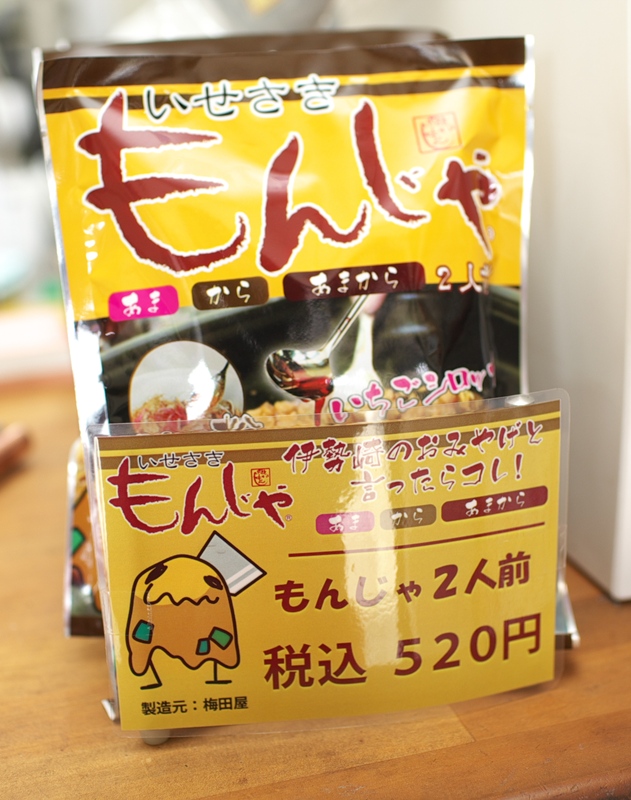 いせさき
もんじゃ
あま から あまから 2人
いちごシロッ
いせさき
もんじゃ
伊勢崎のおみやげと
言ったらコレ!
あま から あまから
もんじゃ2人前
税込 520円
製造元:梅田屋